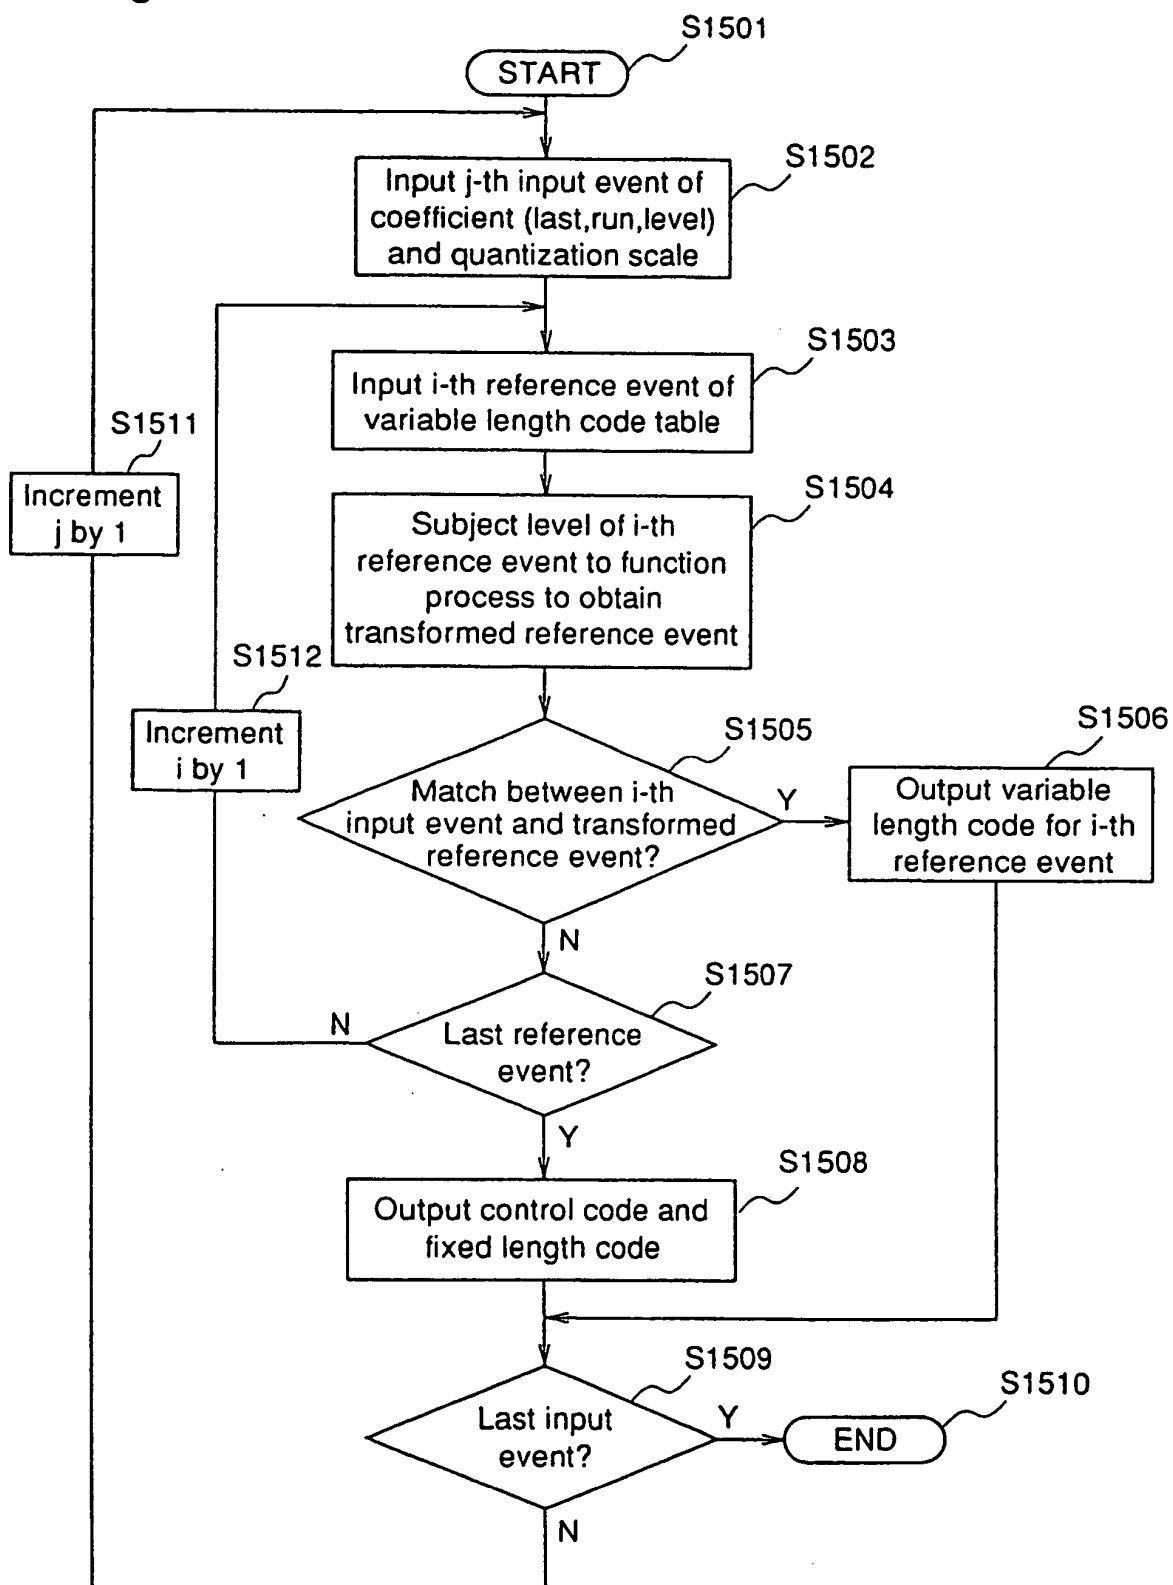 S1501
START
S1502
Input j-th input event of
coefficient (last,run,level)
and quantization scale
S1503
Input i-th reference event of
variable length code table
S1511
Increment
j by 1
S1504
Subject level of i-th
reference event to function
process to obtain
transformed reference event
S1512
Increment
i by 1
S1505
Match between i-th
input event and transformed
reference event?
Y
S1506
Output variable
length code for i-th
reference event
N
S1507
Last reference
event?
N
Y
S1508
Output control code and
fixed length code
S1509
Last input
event?
Y
S1510
END
N